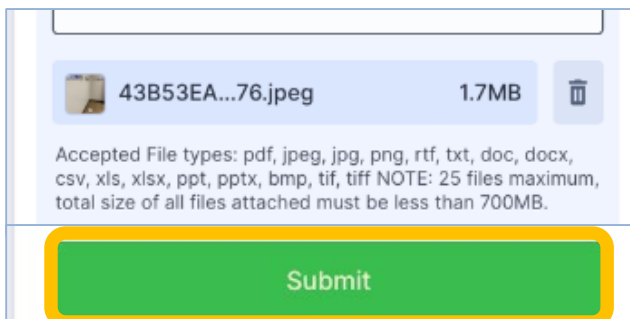 43B53EA...76.jpeg 1.7MB
Accepted File types: pdf, jpeg, jpg, png, rtf, txt, doc, docx,
csv, xls, xlsx, ppt, pptx, bmp, tif, tiff NOTE: 25 files maximum,
total size of all files attached must be less than 700MB.
Submit